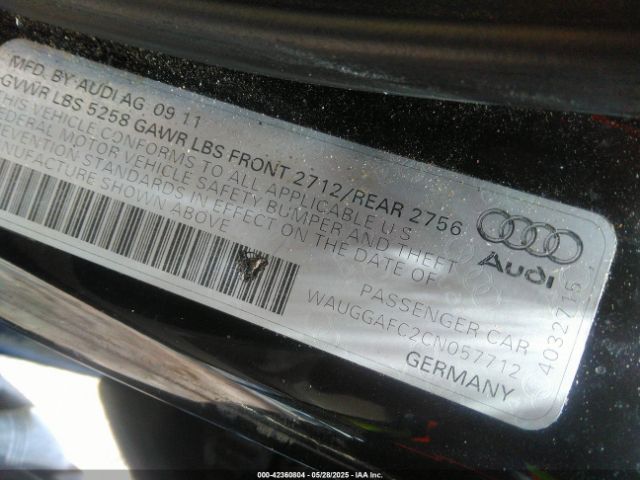 MFD. BY AUDI AG 09 11
GVWR LBS 5258 GAWR LBS FRONT 2712/REAR 2756
THIS VEHICLE CONFORMS TO ALL APPLICABLE U.S
FEDERAL MOTOR VEHICLE SAFETY BUMPER AND THEFT
PREVENTION STANDARDS IN EFFECT ON THE DATE OF
MANUFACTURE SHOWN ABOVE
PASSENGER CAR
WAUGGAFC2CN057712
GERMANY
Audi
4032715
000-42360804 - 05/28/2025 - IAAI.com